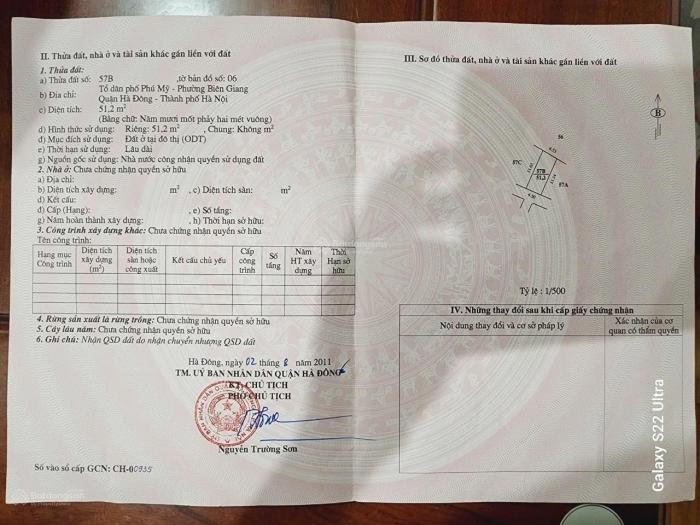 II. Thửa đất, nhà ở và tài sản khác gắn liền với đất
1. Thửa đất:
a) Thửa đất số: 57B ,tờ bản đồ số: 06
b) Địa chỉ: Tổ dân phố Phú Mỹ - Phường Biên Giang
Quận Hà Đông - Thành phố Hà Nội
c) Diện tích: 51,2 m²
(Bằng chữ: Năm mươi mốt phảy hai mét vuông)
d) Hình thức sử dụng: Riêng: 51,2 m² , Chung: Không m²
đ) Mục đích sử dụng: Đất ở tại đô thị (ODT)
e) Thời hạn sử dụng: Lâu dài
g) Nguồn gốc sử dụng: Nhà nước công nhận quyền sử dụng đất
2. Nhà ở: Chưa chứng nhận quyền sở hữu
a) Địa chỉ:
b) Diện tích xây dựng: m² , c) Diện tích sàn: m²
d) Kết cấu:
đ) Cấp (Hạng): , e) Số tầng:
g) Năm hoàn thành xây dựng: , h) Thời hạn sở hữu:
3. Công trình xây dựng khác: Chưa chứng nhận quyền sở hữu
Tên công trình:
Hạng mục Công trình
Diện tích xây dựng (m²)
Diện tích sàn hoặc công xuất
Kết cấu chủ yếu
Cấp công trình
Số tầng
Năm HT xây dựng
Thời Hạn sở hữu
4. Rừng sản xuất là rừng trồng: Chưa chứng nhận quyền sở hữu
5. Cây lâu năm: Chưa chứng nhận quyền sở hữu
6. Ghi chú: Nhận QSD đất do nhận chuyển nhượng QSD đất
Hà Đông, ngày 02 tháng 8 năm 2011
TM. UỶ BAN NHÂN DÂN QUẬN HÀ ĐÔNG
KT. CHỦ TỊCH
PHÓ CHỦ TỊCH
Nguyễn Trường Sơn
Số vào sổ cấp GCN: CH-00935
III. Sơ đồ thửa đất, nhà ở và tài sản khác gắn liền với đất
B
56
57C
57B
51,2
57A
Tỷ lệ : 1/500
IV. Những thay đổi sau khi cấp giấy chứng nhận
Nội dung thay đổi và cơ sở pháp lý
Xác nhận của cơ
quan có thẩm quyền
Galaxy S22 Ultra
Batdongsan